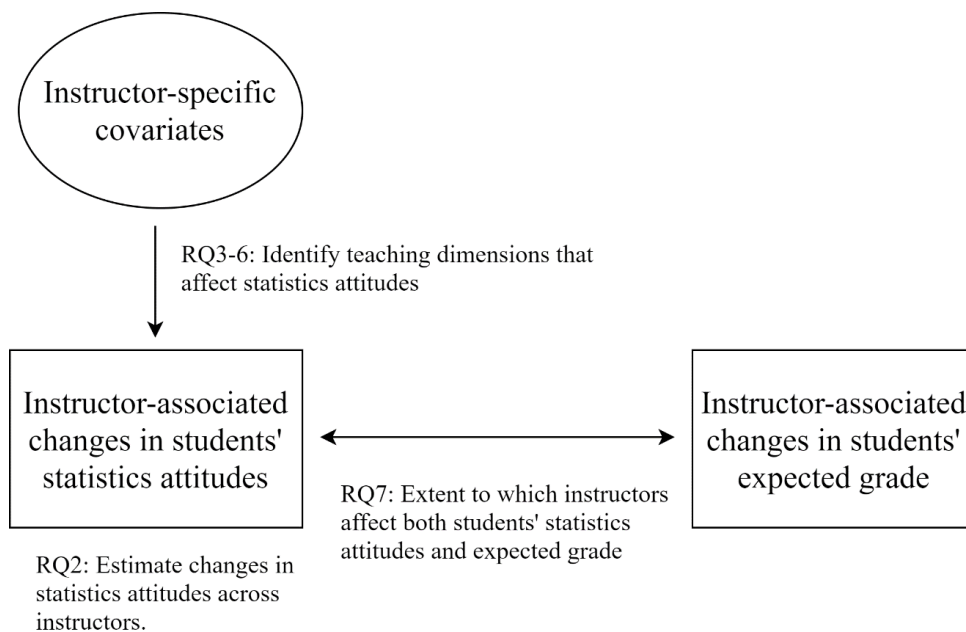 Instructor-specific
covariates
RQ3-6: Identify teaching dimensions that
affect statistics attitudes
Instructor-associated
changes in students'
statistics attitudes
Instructor-associated
changes in students'
expected grade
RQ7: Extent to which instructors
affect both students' statistics
attitudes and expected grade
RQ2: Estimate changes in
statistics attitudes across
instructors.